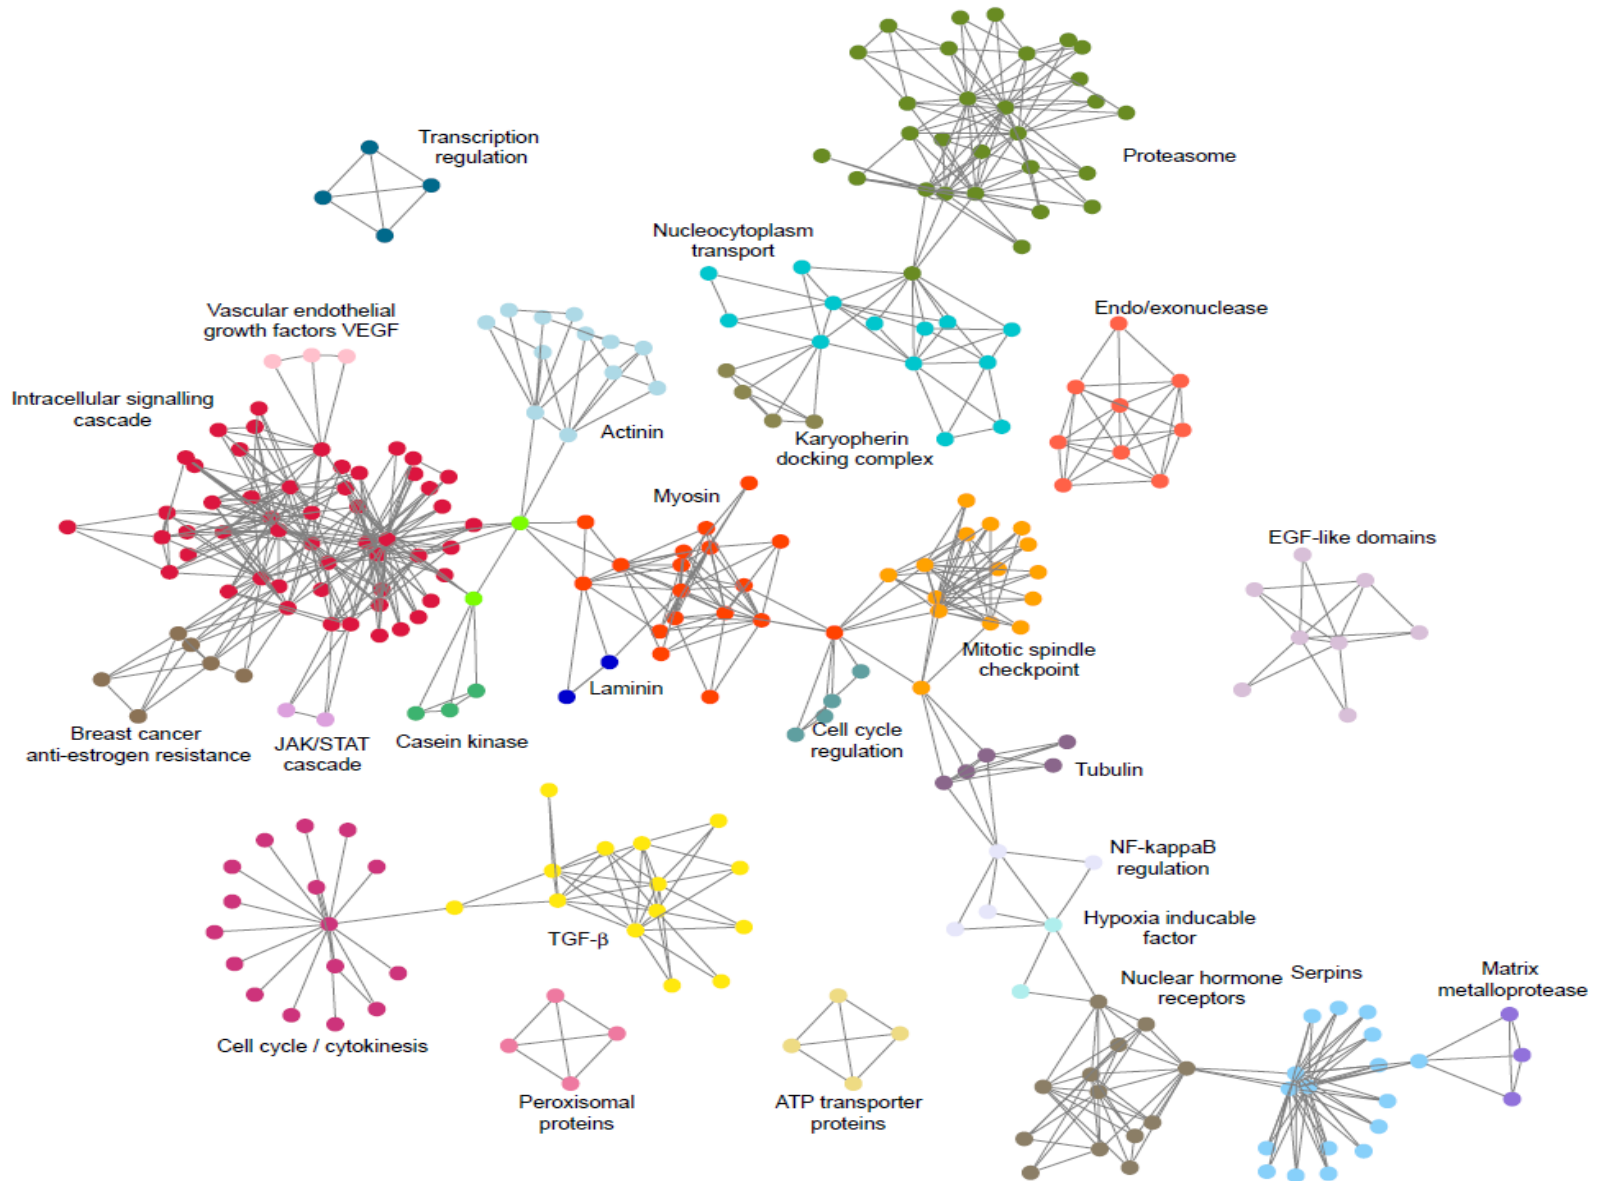 Transcription
regulation
Proteasome
Nucleocytoplasm
transport
Vascular endothelial
growth factors VEGF
Endo/exonuclease
Intracellular signalling
cascade
Actinin
Karyopherin
docking complex
Myosin
EGF-like domains
Mitotic spindle
checkpoint
Laminin
Breast cancer
anti-estrogen resistance
JAK/STAT
cascade
Casein kinase
Cell cycle
regulation
Tubulin
NF-kappaB
regulation
Hypoxia inducable
factor
TGF-β
Nuclear hormone
receptors
Serpins
Matrix
metalloprotease
Cell cycle / cytokinesis
Peroxisomal
proteins
ATP transporter
proteins